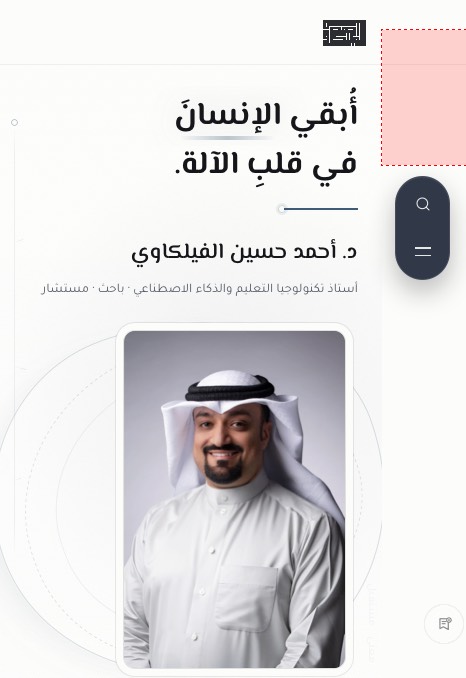 أُبقي الإنسانَ
في قلبِ الآلة.
د. أحمد حسين الفيلكاوي
أستاذ تكنولوجيا التعليم والذكاء الاصطناعي · باحث · مستشار